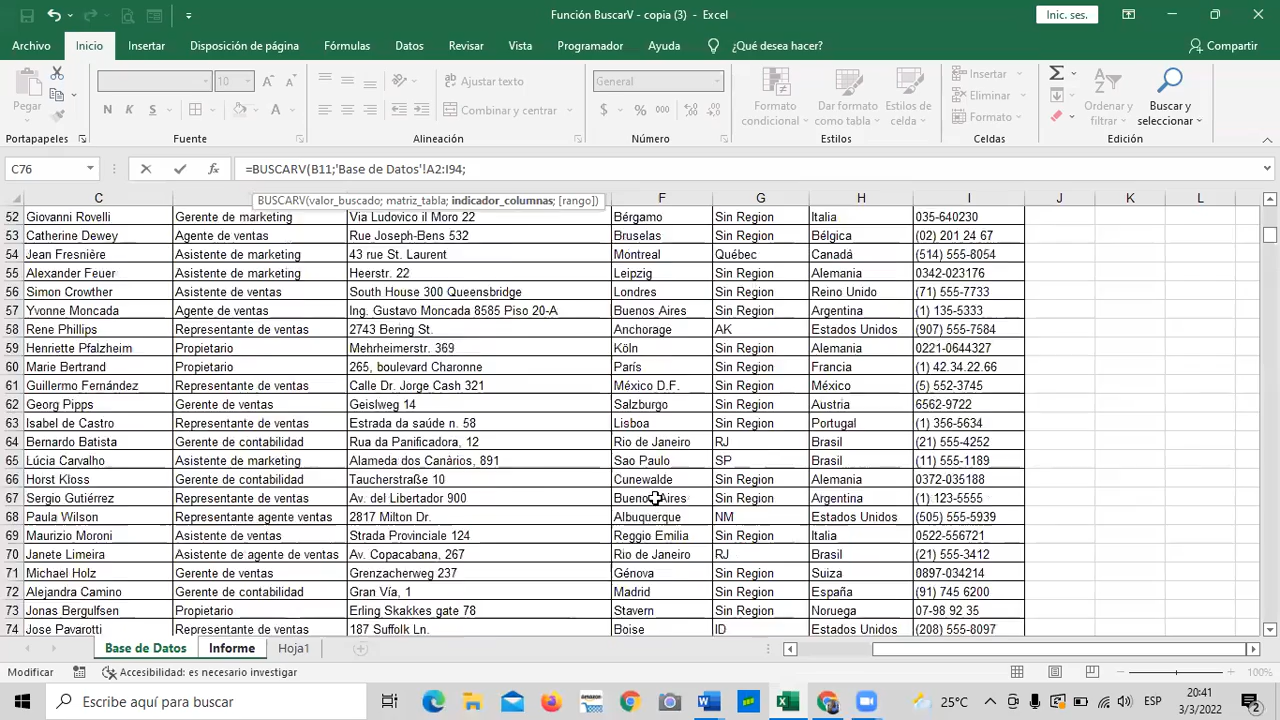 Función BuscarV - copia (3) - Excel
Inic. ses.
Archivo Inicio Insertar Disposición de página Fórmulas Datos Revisar Vista Programador Ayuda ¿Qué desea hacer? Compartir
Pegar
N K S
10
Ajustar texto
Combinar y centrar
General
$ % 000
Formato condicional
Dar formato como tabla
Estilos de celda
Insertar
Eliminar
Formato
Ordenar y filtrar
Buscar y seleccionar
Portapapeles Fuente Alineación Número Estilos Celdas Edición
C76 =BUSCARV(B11;'Base de Datos'!A2:I94;
BUSCARV(valor_buscado; matriz_tabla; indicador_columnas; [rango])
C F G H I J K L
52 Giovanni Rovelli Gerente de marketing Via Ludovico il Moro 22 Bérgamo Sin Region Italia 035-640230
53 Catherine Dewey Agente de ventas Rue Joseph-Bens 532 Bruselas Sin Region Bélgica (02) 201 24 67
54 Jean Fresnière Asistente de marketing 43 rue St. Laurent Montreal Québec Canadá (514) 555-8054
55 Alexander Feuer Asistente de marketing Heerstr. 22 Leipzig Sin Region Alemania 0342-023176
56 Simon Crowther Asistente de ventas South House 300 Queensbridge Londres Sin Region Reino Unido (71) 555-7733
57 Yvonne Moncada Agente de ventas Ing. Gustavo Moncada 8585 Piso 20-A Buenos Aires Sin Region Argentina (1) 135-5333
58 Rene Phillips Representante de ventas 2743 Bering St. Anchorage AK Estados Unidos (907) 555-7584
59 Henriette Pfalzheim Propietario Mehrheimerstr. 369 Köln Sin Region Alemania 0221-0644327
60 Marie Bertrand Propietario 265, boulevard Charonne París Sin Region Francia (1) 42.34.22.66
61 Guillermo Fernández Representante de ventas Calle Dr. Jorge Cash 321 México D.F. Sin Region México (5) 552-3745
62 Georg Pipps Gerente de ventas Geislweg 14 Salzburgo Sin Region Austria 6562-9722
63 Isabel de Castro Representante de ventas Estrada da saúde n. 58 Lisboa Sin Region Portugal (1) 356-5634
64 Bernardo Batista Gerente de contabilidad Rua da Panificadora, 12 Rio de Janeiro RJ Brasil (21) 555-4252
65 Lúcia Carvalho Asistente de marketing Alameda dos Canàrios, 891 Sao Paulo SP Brasil (11) 555-1189
66 Horst Kloss Gerente de contabilidad Taucherstraße 10 Cunewalde Sin Region Alemania 0372-035188
67 Sergio Gutiérrez Representante de ventas Av. del Libertador 900 Buenos Aires Sin Region Argentina (1) 123-5555
68 Paula Wilson Representante agente ventas 2817 Milton Dr. Albuquerque NM Estados Unidos (505) 555-5939
69 Maurizio Moroni Asistente de ventas Strada Provinciale 124 Reggio Emilia Sin Region Italia 0522-556721
70 Janete Limeira Asistente de agente de ventas Av. Copacabana, 267 Rio de Janeiro RJ Brasil (21) 555-3412
71 Michael Holz Gerente de ventas Grenzacherweg 237 Génova Sin Region Suiza 0897-034214
72 Alejandra Camino Gerente de contabilidad Gran Vía, 1 Madrid Sin Region España (91) 745 6200
73 Jonas Bergulfsen Propietario Erling Skakkes gate 78 Stavern Sin Region Noruega 07-98 92 35
74 Jose Pavarotti Representante de ventas 187 Suffolk Ln. Boise ID Estados Unidos (208) 555-8097
Base de Datos Informe Hoja1
Modificar Accesibilidad: es necesario investigar 100%
Escribe aquí para buscar 25°C ESP 20:41
3/3/2022
2